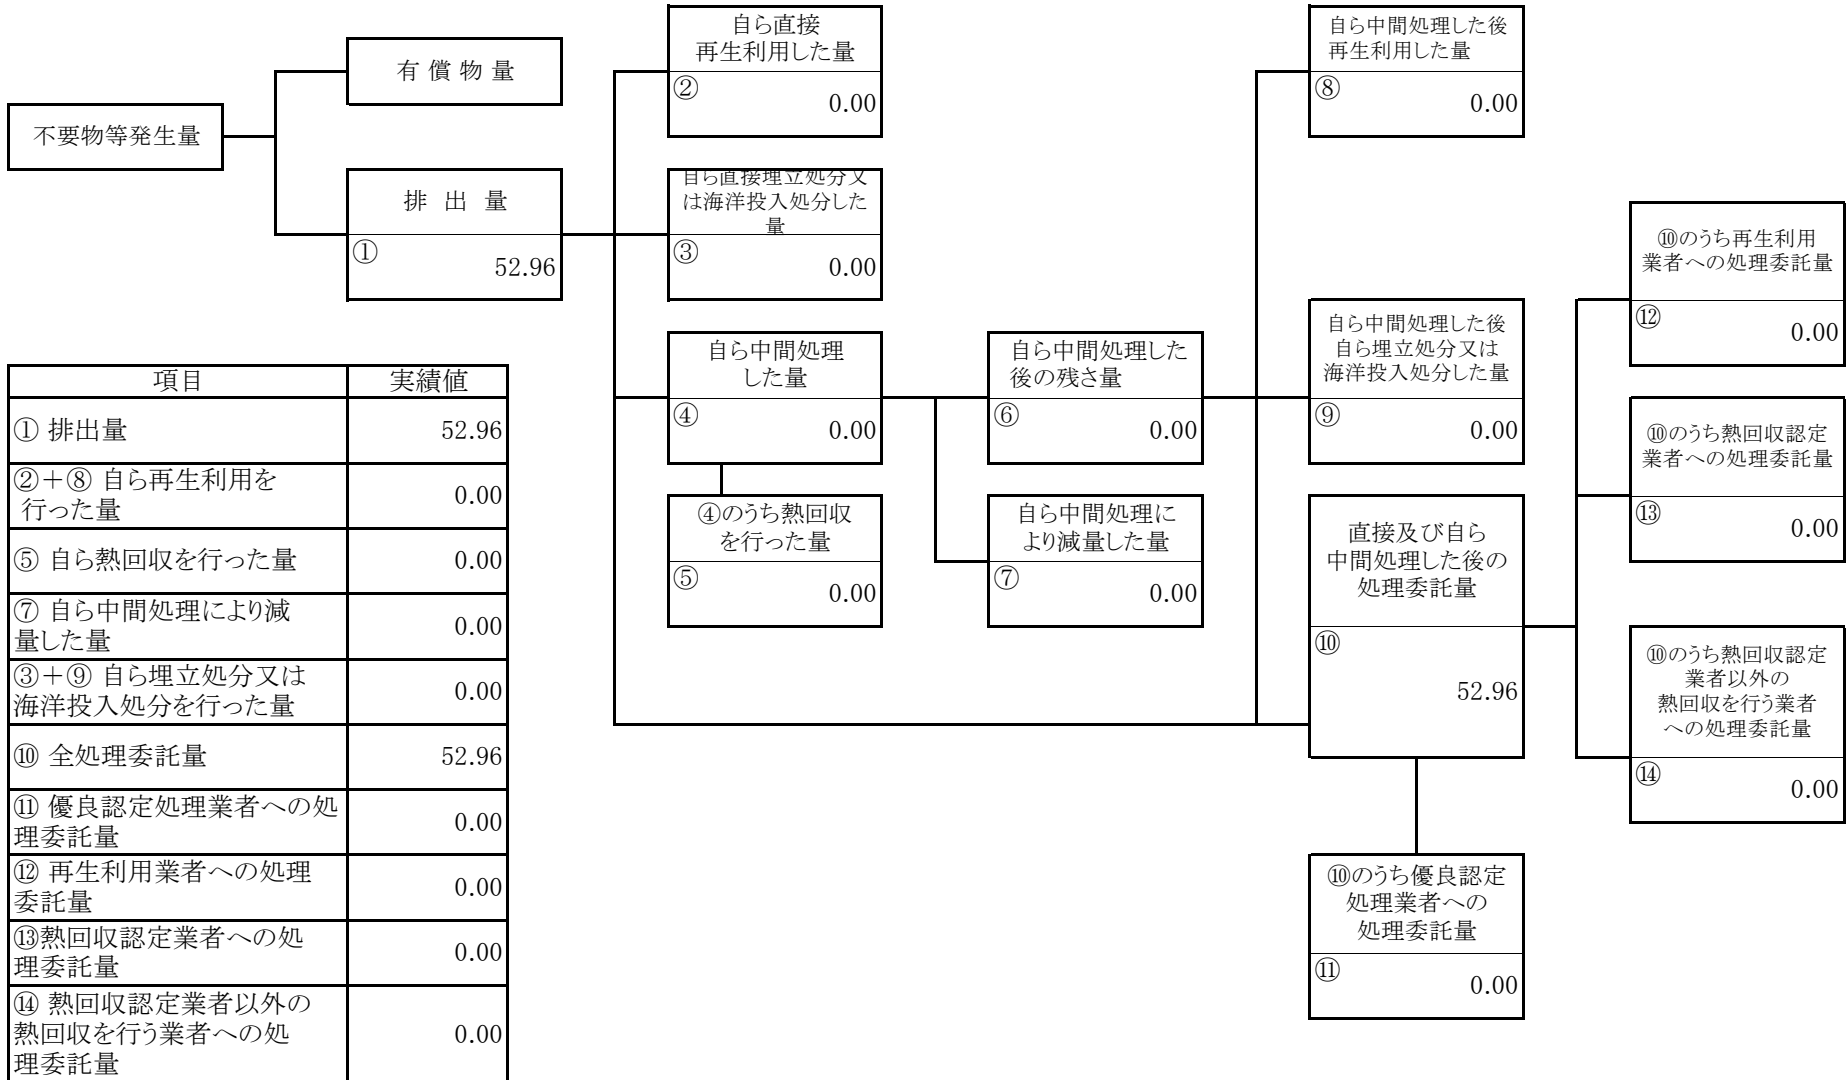 不要物等発生量
有 償 物 量
排 出 量
①
52.96
自ら直接
再生利用した量
②
0.00
自ら直接埋立処分又
は海洋投入処分した
量
③
0.00
自ら中間処理
した量
④
0.00
④のうち熱回収
を行った量
⑤
0.00
自ら中間処理した
後の残さ量
⑥
0.00
自ら中間処理に
より減量した量
⑦
0.00
自ら中間処理した後
再生利用した量
⑧
0.00
自ら中間処理した後
自ら埋立処分又は
海洋投入処分した量
⑨
0.00
直接及び自ら
中間処理した後の
処理委託量
⑩
52.96
⑩のうち優良認定
処理業者への
処理委託量
⑪
0.00
⑩のうち再生利用
業者への処理委託量
⑫
0.00
⑩のうち熱回収認定
業者への処理委託量
⑬
0.00
⑩のうち熱回収認定
業者以外の
熱回収を行う業者
への処理委託量
⑭
0.00
項目 実績値
① 排出量 52.96
②＋⑧ 自ら再生利用を
行った量
0.00
⑤ 自ら熱回収を行った量 0.00
⑦ 自ら中間処理により減
量した量
0.00
③＋⑨ 自ら埋立処分又は
海洋投入処分を行った量
0.00
⑩ 全処理委託量 52.96
⑪ 優良認定処理業者への処
理委託量
0.00
⑫ 再生利用業者への処理
委託量
0.00
⑬熱回収認定業者への処
理委託量
0.00
⑭ 熱回収認定業者以外の
熱回収を行う業者への処
理委託量
0.00